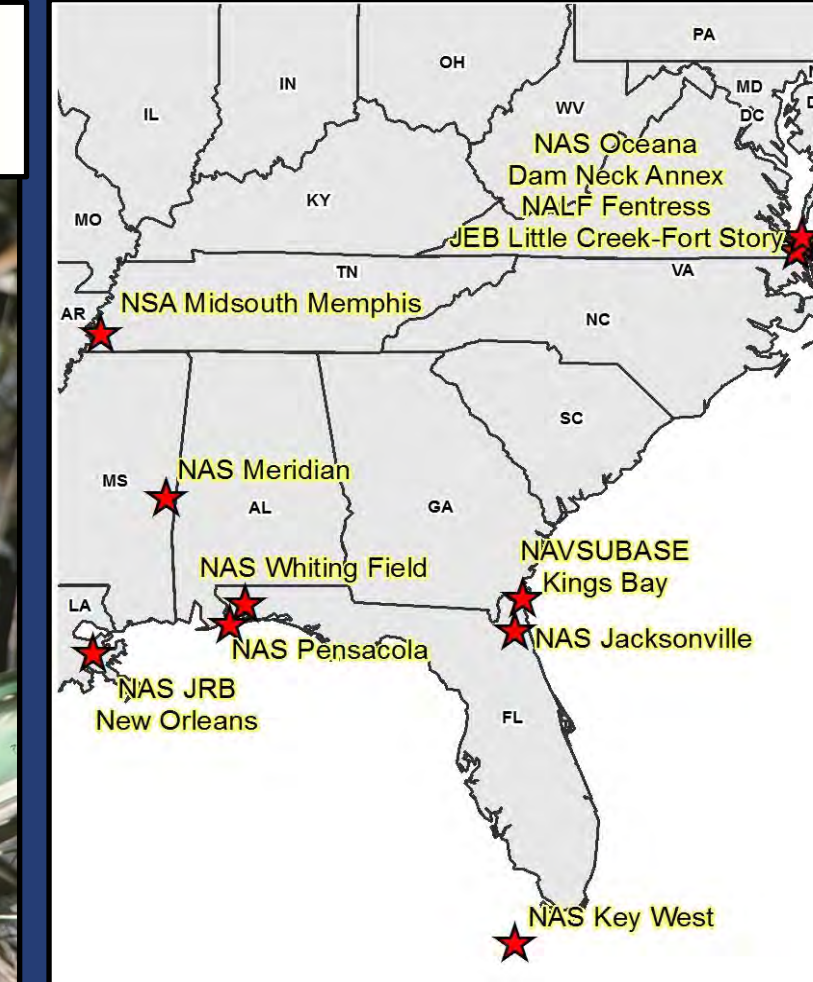 PA
OH
IN
MD
IL
WV
DC
NAS Oceana
Dam Neck Annex
NALF Fentress
JEB Little Creek-Fort Story
KY
MO
VA
TN
NSA Midsouth Memphis
AR
NC
SC
NAS Meridian
MS
AL
GA
NAS Whiting Field
NAVSUBASE
Kings Bay
LA
NAS Pensacola
NAS Jacksonville
NAS JRB
New Orleans
FL
NAS Key West